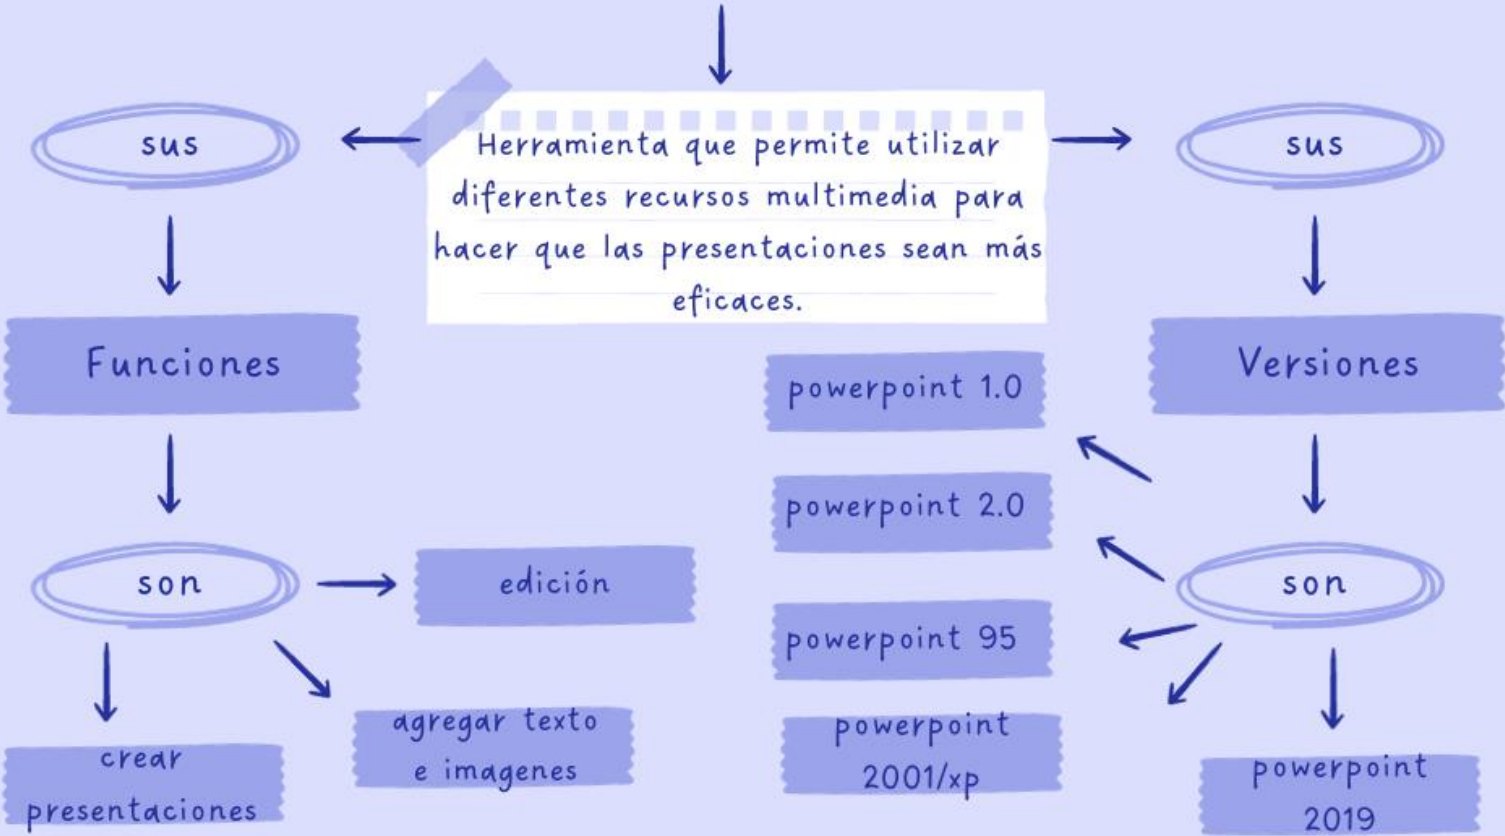 Herramienta que permite utilizar
diferentes recursos multimedia para
hacer que las presentaciones sean más
eficaces.
sus
Funciones
son
edición
agregar texto
e imagenes
crear
presentaciones
sus
Versiones
son
powerpoint 1.0
powerpoint 2.0
powerpoint 95
powerpoint
2001/xp
powerpoint
2019